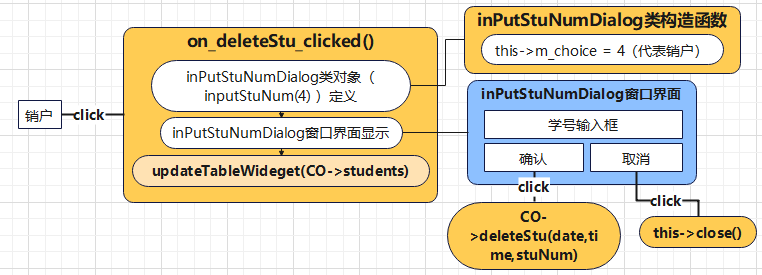 销户
click
on_deleteStu_clicked()
inPutStuNumDialog类对象（
inputStuNum(4) ）定义
inPutStuNumDialog窗口界面显示
updateTableWideget(CO->students)
inPutStuNumDialog类构造函数
this->m_choice = 4（代表销户）
inPutStuNumDialog窗口界面
学号输入框
确认
取消
click
click
CO-
>deleteStu(date,ti
me,stuNum)
this->close()